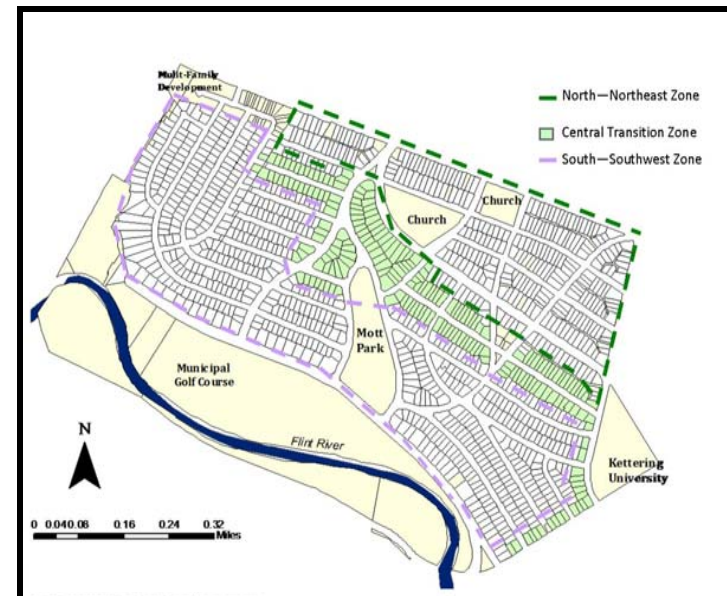 Mulit-Family
Development
North—Northeast Zone
Central Transition Zone
South—Southwest Zone
Church
Church
Mott
Park
Municipal
Golf Course
Flint River
N
Kettering
University
0 0.040.08 0.16 0.24 0.32
Miles